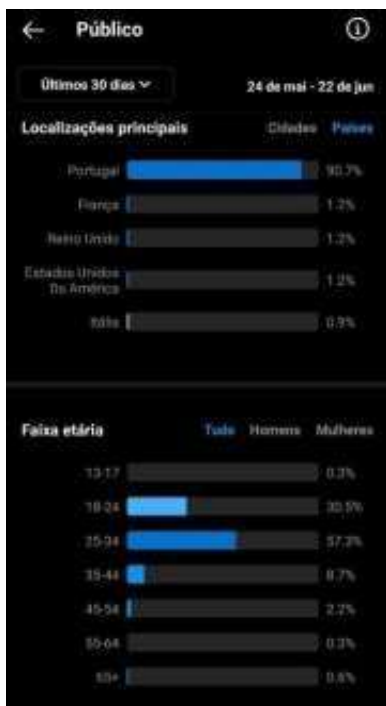 Público
Últimos 30 dias
24 de mai - 22 de jun
Localizações principais Cidades Países
Portugal 90.7%
França 1.2%
Reino Unido 1.2%
Estados Unidos
Da América 1.2%
Itália 0.9%
Faixa etária Tudo Homens Mulheres
13-17 0.3%
18-24 30.5%
25-34 57.3%
35-44 8.7%
45-54 2.2%
55-64 0.3%
65+ 0.6%